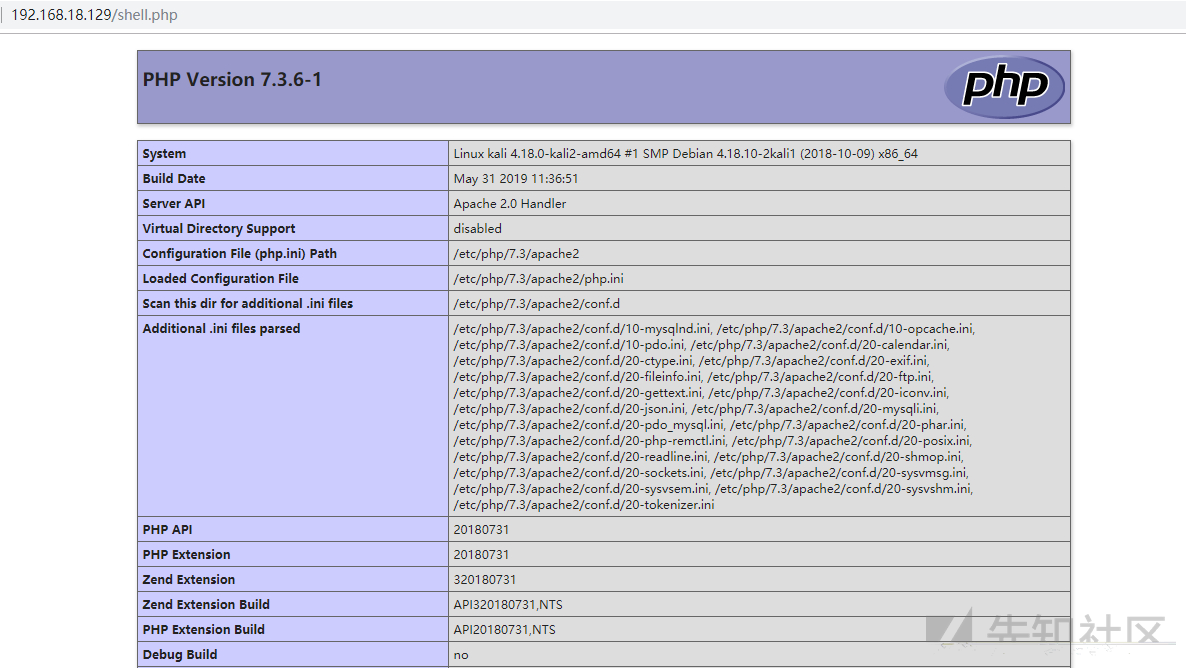 192.168.18.129/shell.php
PHP Version 7.3.6-1
php
System Linux kali 4.18.0-kali2-amd64 #1 SMP Debian 4.18.10-2kali1 (2018-10-09) x86_64
Build Date May 31 2019 11:36:51
Server API Apache 2.0 Handler
Virtual Directory Support disabled
Configuration File (php.ini) Path /etc/php/7.3/apache2
Loaded Configuration File /etc/php/7.3/apache2/php.ini
Scan this dir for additional .ini files /etc/php/7.3/apache2/conf.d
Additional .ini files parsed /etc/php/7.3/apache2/conf.d/10-mysqlnd.ini, /etc/php/7.3/apache2/conf.d/10-opcache.ini,
/etc/php/7.3/apache2/conf.d/10-pdo.ini, /etc/php/7.3/apache2/conf.d/20-calendar.ini,
/etc/php/7.3/apache2/conf.d/20-ctype.ini, /etc/php/7.3/apache2/conf.d/20-exif.ini,
/etc/php/7.3/apache2/conf.d/20-fileinfo.ini, /etc/php/7.3/apache2/conf.d/20-ftp.ini,
/etc/php/7.3/apache2/conf.d/20-gettext.ini, /etc/php/7.3/apache2/conf.d/20-iconv.ini,
/etc/php/7.3/apache2/conf.d/20-json.ini, /etc/php/7.3/apache2/conf.d/20-mysqli.ini,
/etc/php/7.3/apache2/conf.d/20-pdo_mysql.ini, /etc/php/7.3/apache2/conf.d/20-phar.ini,
/etc/php/7.3/apache2/conf.d/20-php-remctl.ini, /etc/php/7.3/apache2/conf.d/20-posix.ini,
/etc/php/7.3/apache2/conf.d/20-readline.ini, /etc/php/7.3/apache2/conf.d/20-shmop.ini,
/etc/php/7.3/apache2/conf.d/20-sockets.ini, /etc/php/7.3/apache2/conf.d/20-sysvmsg.ini,
/etc/php/7.3/apache2/conf.d/20-sysvsem.ini, /etc/php/7.3/apache2/conf.d/20-sysvshm.ini,
/etc/php/7.3/apache2/conf.d/20-tokenizer.ini
PHP API 20180731
PHP Extension 20180731
Zend Extension 320180731
Zend Extension Build API320180731,NTS
PHP Extension Build API20180731,NTS
Debug Build no
先知社区